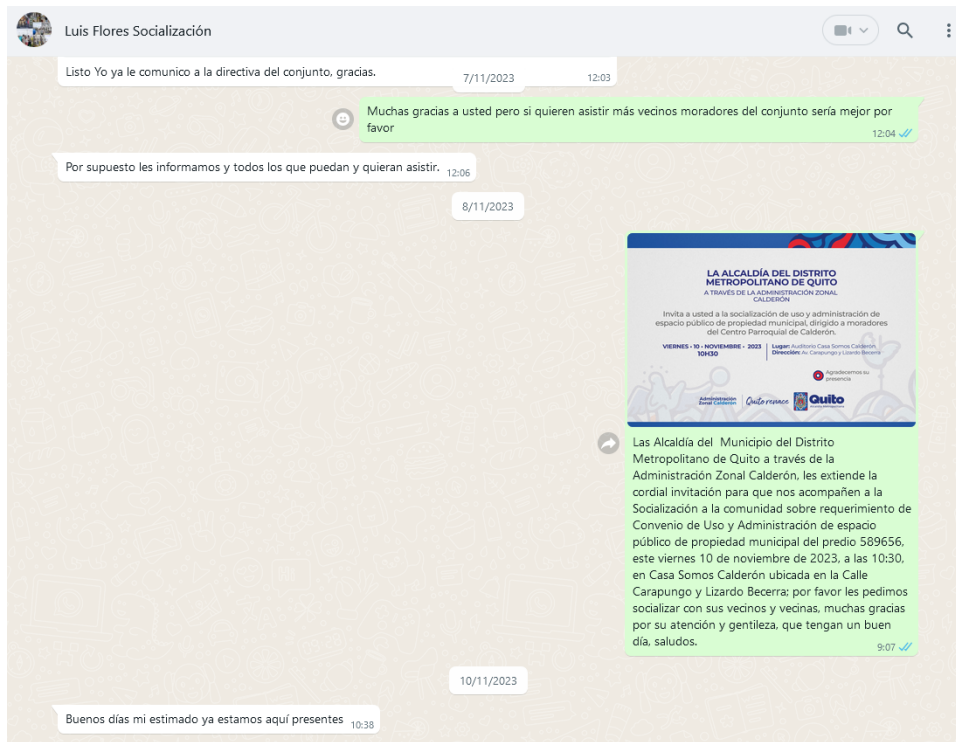 Luis Flores Socialización
Listo Yo ya le comunico a la directiva del conjunto, gracias.
12:03
7/11/2023
Muchas gracias a usted pero si quieren asistir más vecinos moradores del conjunto sería mejor por
favor
12:04
Por supuesto les informamos y todos los que puedan y quieran asistir.
12:06
8/11/2023
LA ALCALDÍA DEL DISTRITO
METROPOLITANO DE QUITO
A TRAVÉS DE LA ADMINISTRACIÓN ZONAL
CALDERÓN
Invita a usted a la socialización de uso y administración de
espacio público de propiedad municipal, dirigido a moradores
del Centro Parroquial de Calderón.
VIERNES - 10 - NOVIEMBRE - 2023
10H30
Lugar: Auditorio Casa Somos Calderón
Dirección: Av. Carapungo y Lizardo Becerra
Agradecemos su
presencia
Administración
Zonal Calderón
Quito renace
Quito
Las Alcaldía del Municipio del Distrito
Metropolitano de Quito a través de la
Administración Zonal Calderón, les extiende la
cordial invitación para que nos acompañen a la
Socialización a la comunidad sobre requerimiento de
Convenio de Uso y Administración de espacio
público de propiedad municipal del predio 589656,
este viernes 10 de noviembre de 2023, a las 10:30,
en Casa Somos Calderón ubicada en la Calle
Carapungo y Lizardo Becerra; por favor les pedimos
socializar con sus vecinos y vecinas, muchas gracias
por su atención y gentileza, que tengan un buen
día, saludos.
9:07
10/11/2023
Buenos días mi estimado ya estamos aquí presentes
10:38